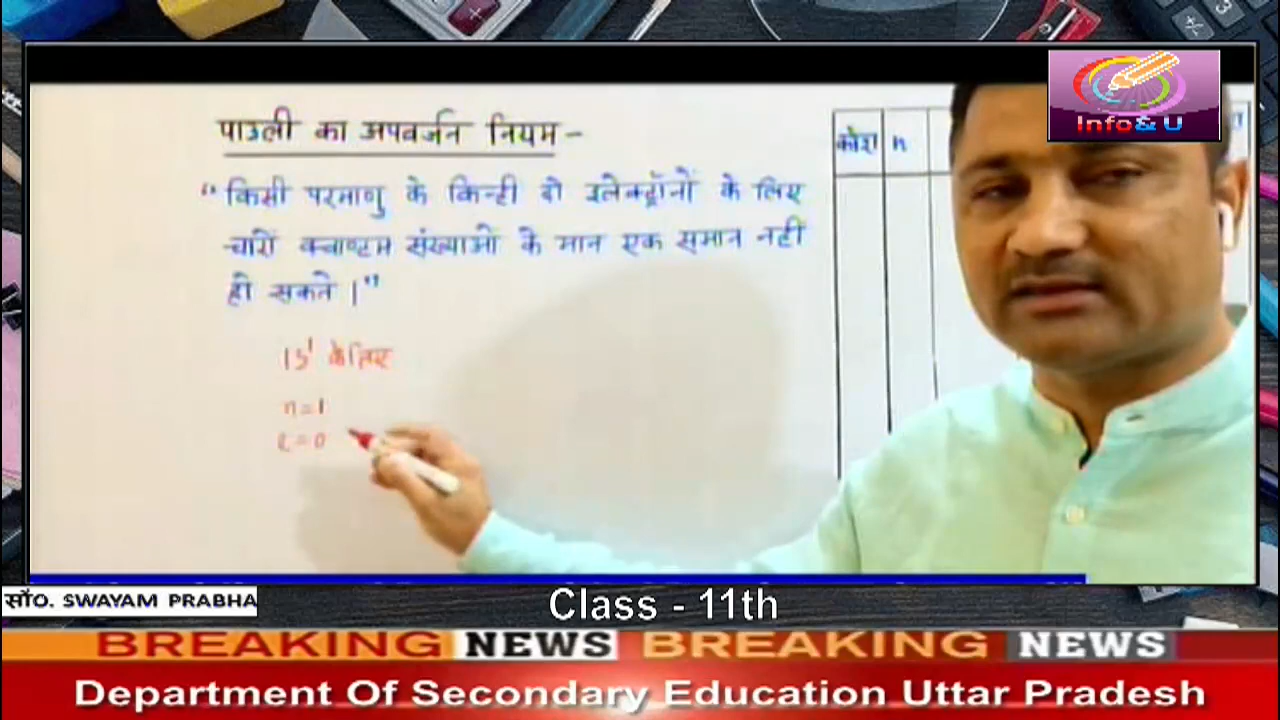 Info & U
पाउली का अपवर्जन नियम -
कोश n
"किसी परमाणु के किन्ही दो इलेक्ट्रॉनों के लिए
चारों क्वाण्टम संख्याओ के मान एक समान नही
हो सकते।"
1S¹ के लिए
n=1
l=0
सौO. SWAYAM PRABHA
Class - 11th
BREAKING NEWS BREAKING NEWS
Department Of Secondary Education Uttar Pradesh